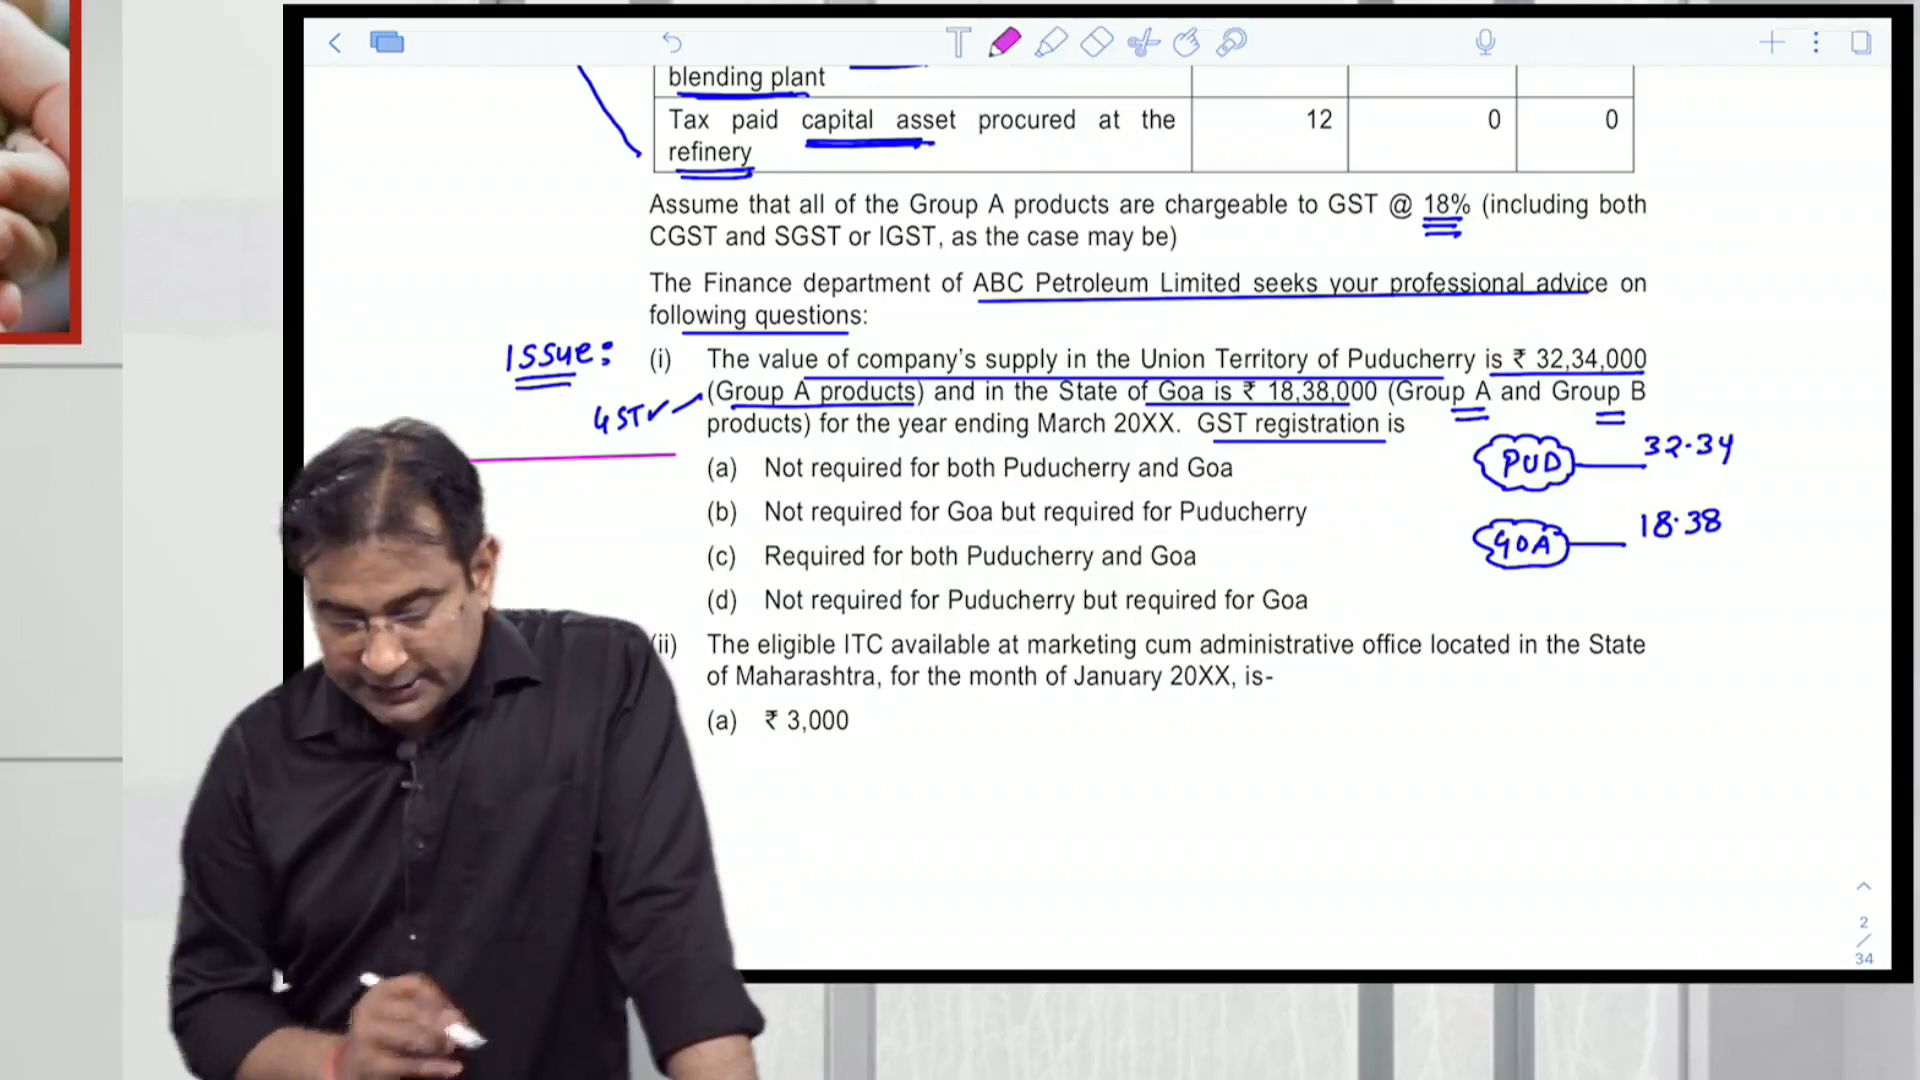 blending plant
Tax paid capital asset procured at the 12 0 0
refinery
Assume that all of the Group A products are chargeable to GST @ 18% (including both
CGST and SGST or IGST, as the case may be)
The Finance department of ABC Petroleum Limited seeks your professional advice on
following questions:
Issue:
(i) The value of company's supply in the Union Territory of Puducherry is ₹ 32,34,000
GST✓
(Group A products) and in the State of Goa is ₹ 18,38,000 (Group A and Group B
products) for the year ending March 20XX. GST registration is
PUD 32.34
(a) Not required for both Puducherry and Goa
(b) Not required for Goa but required for Puducherry
GOA 18.38
(c) Required for both Puducherry and Goa
(d) Not required for Puducherry but required for Goa
ii) The eligible ITC available at marketing cum administrative office located in the State
of Maharashtra, for the month of January 20XX, is-
(a) ₹ 3,000
2
/
34